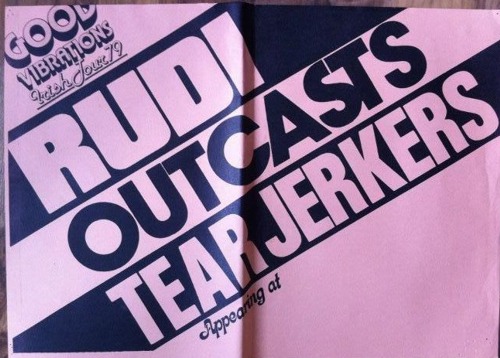 GOOD
VIBRATIONS
Irish Tour 79
RUDI
OUTCASTS
TEARJERKERS
Appearing at